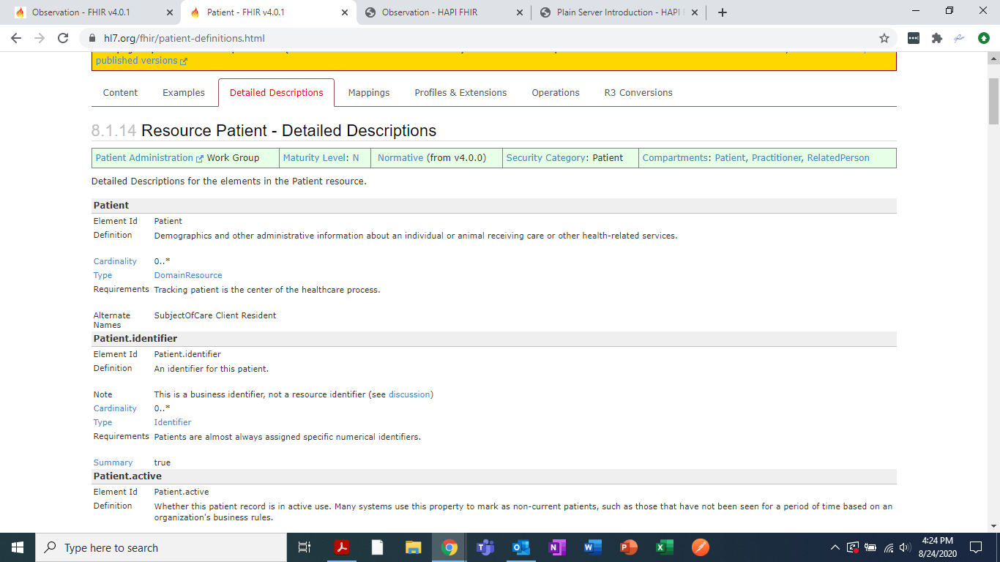 Observation - FHIR v4.0.1
Patient - FHIR v4.0.1
Observation - HAPI FHIR
Plain Server Introduction - HAPI
hl7.org/fhir/patient-definitions.html
published versions
Content Examples Detailed Descriptions Mappings Profiles & Extensions Operations R3 Conversions
8.1.14 Resource Patient - Detailed Descriptions
Patient Administration Work Group Maturity Level: N Normative (from v4.0.0) Security Category: Patient Compartments: Patient, Practitioner, RelatedPerson
Detailed Descriptions for the elements in the Patient resource.
Patient
Element Id Patient
Definition Demographics and other administrative information about an individual or animal receiving care or other health-related services.
Cardinality 0..*
Type DomainResource
Requirements Tracking patient is the center of the healthcare process.
Alternate SubjectOfCare Client Resident
Names
Patient.identifier
Element Id Patient.identifier
Definition An identifier for this patient.
Note This is a business identifier, not a resource identifier (see discussion)
Cardinality 0..*
Type Identifier
Requirements Patients are almost always assigned specific numerical identifiers.
Summary true
Patient.active
Element Id Patient.active
Definition Whether this patient record is in active use. Many systems use this property to mark as non-current patients, such as those that have not been seen for a period of time based on an
organization's business rules.
Type here to search
4:24 PM
8/24/2020